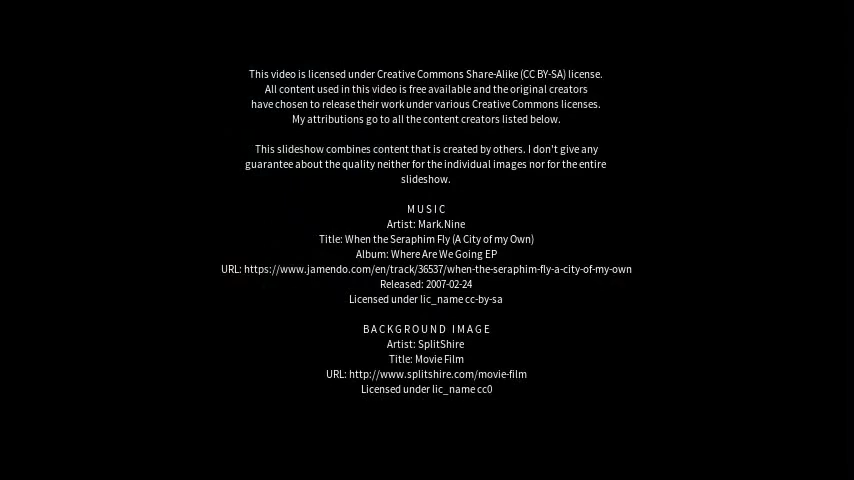 This video is licensed under Creative Commons Share-Alike (CC BY-SA) license.
All content used in this video is free available and the original creators
have chosen to release their work under various Creative Commons licenses.
My attributions go to all the content creators listed below.
This slideshow combines content that is created by others. I don't give any
guarantee about the quality neither for the individual images nor for the entire
slideshow.
MUSIC
Artist: Mark.Nine
Title: When the Seraphim Fly (A City of my Own)
Album: Where Are We Going EP
URL: https://www.jamendo.com/en/track/36537/when-the-seraphim-fly-a-city-of-my-own
Released: 2007-02-24
Licensed under lic_name cc-by-sa
BACKGROUND IMAGE
Artist: SplitShire
Title: Movie Film
URL: http://www.splitshire.com/movie-film
Licensed under lic_name cc0